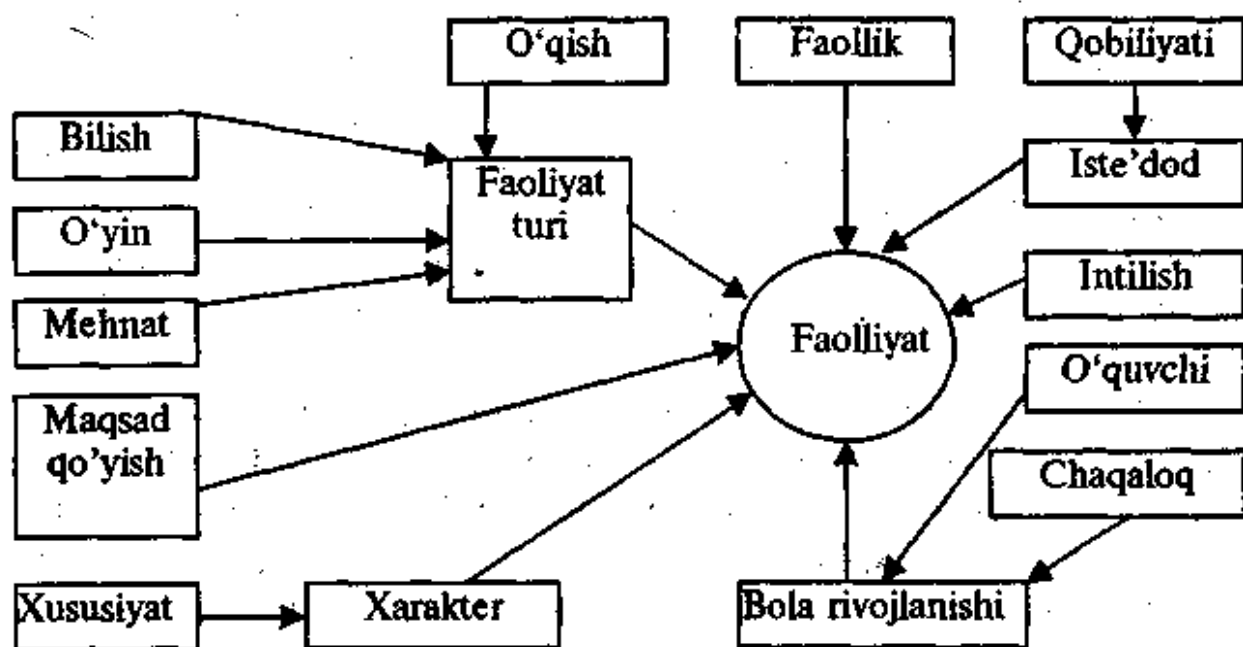 O‘qish
Faollik
Qobiliyati
Bilish
Faoliyat
turi
Iste’dod
O‘yin
Intilish
Mehnat
Faolliyat
O‘quvchi
Maqsad
qo’yish
Chaqaloq
Xususiyat
Xarakter
Bola rivojlanishi